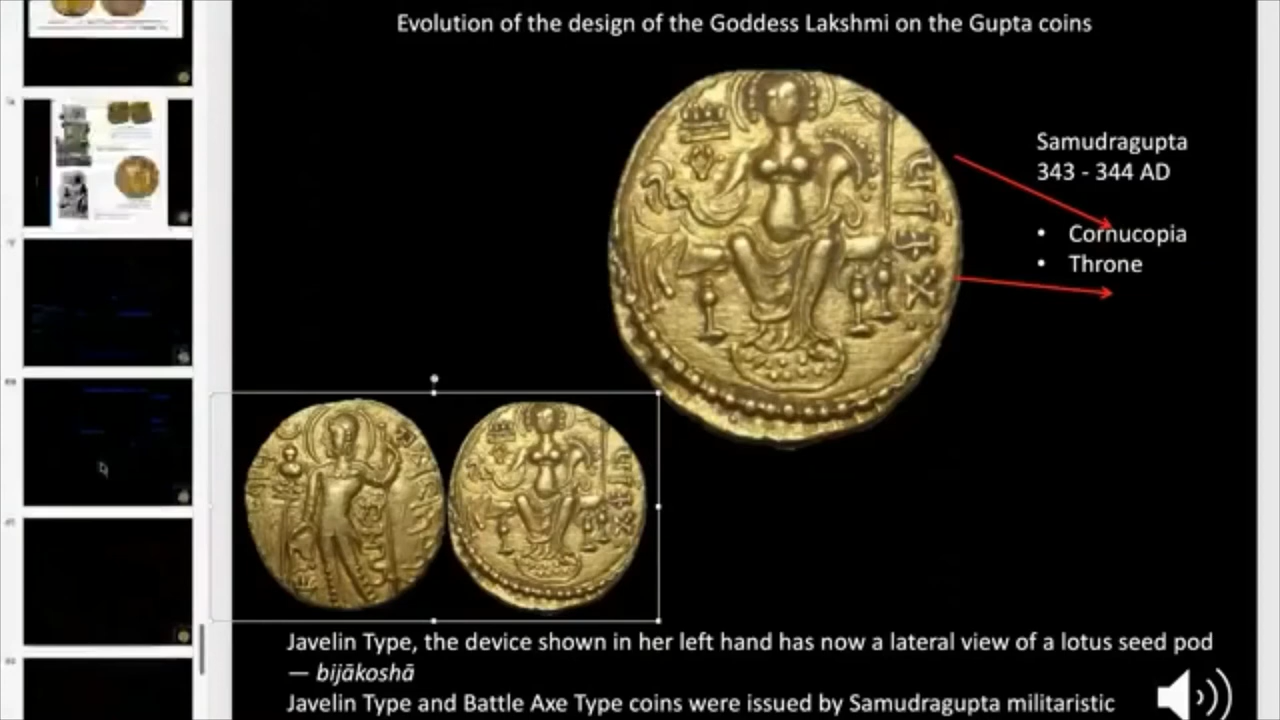 Evolution of the design of the Goddess Lakshmi on the Gupta coins
Samudragupta
343 - 344 AD
• Cornucopia
• Throne
Javelin Type, the device shown in her left hand has now a lateral view of a lotus seed pod
— bijākoshā
Javelin Type and Battle Axe Type coins were issued by Samudragupta militaristic